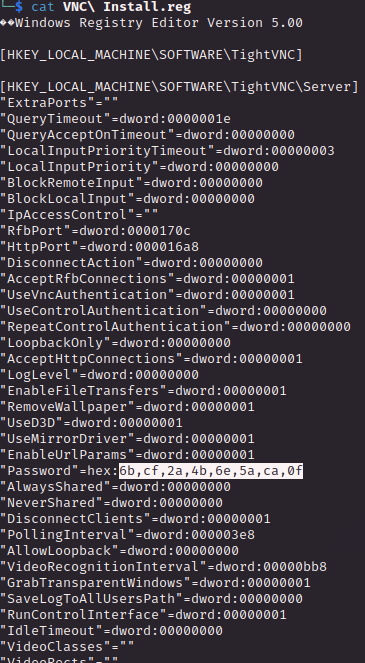 └─$ cat VNC\ Install.reg
��Windows Registry Editor Version 5.00
[HKEY_LOCAL_MACHINE\SOFTWARE\TightVNC]
[HKEY_LOCAL_MACHINE\SOFTWARE\TightVNC\Server]
"ExtraPorts"=""
"QueryTimeout"=dword:0000001e
"QueryAcceptOnTimeout"=dword:00000000
"LocalInputPriorityTimeout"=dword:00000003
"LocalInputPriority"=dword:00000000
"BlockRemoteInput"=dword:00000000
"BlockLocalInput"=dword:00000000
"IpAccessControl"=""
"RfbPort"=dword:0000170c
"HttpPort"=dword:000016a8
"DisconnectAction"=dword:00000000
"AcceptRfbConnections"=dword:00000001
"UseVncAuthentication"=dword:00000001
"UseControlAuthentication"=dword:00000000
"RepeatControlAuthentication"=dword:00000000
"LoopbackOnly"=dword:00000000
"AcceptHttpConnections"=dword:00000001
"LogLevel"=dword:00000000
"EnableFileTransfers"=dword:00000001
"RemoveWallpaper"=dword:00000001
"UseD3D"=dword:00000001
"UseMirrorDriver"=dword:00000001
"EnableUrlParams"=dword:00000001
"Password"=hex:6b,cf,2a,4b,6e,5a,ca,0f
"AlwaysShared"=dword:00000000
"NeverShared"=dword:00000000
"DisconnectClients"=dword:00000001
"PollingInterval"=dword:000003e8
"AllowLoopback"=dword:00000000
"VideoRecognitionInterval"=dword:00000bb8
"GrabTransparentWindows"=dword:00000001
"SaveLogToAllUsersPath"=dword:00000000
"RunControlInterface"=dword:00000001
"IdleTimeout"=dword:00000000
"VideoClasses"=""
"VideoRects"=""